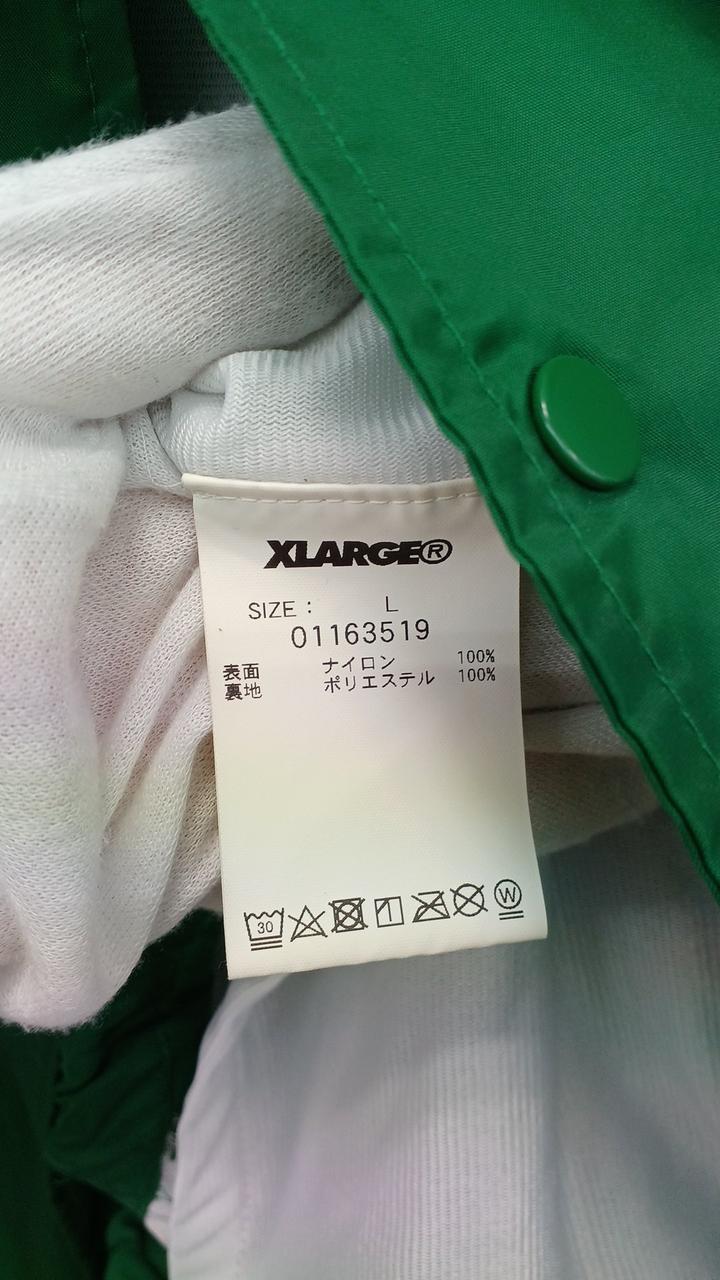 XLARGE®
SIZE : L
01163519
表面 ナイロン 100%
裏地 ポリエステル 100%
30 W